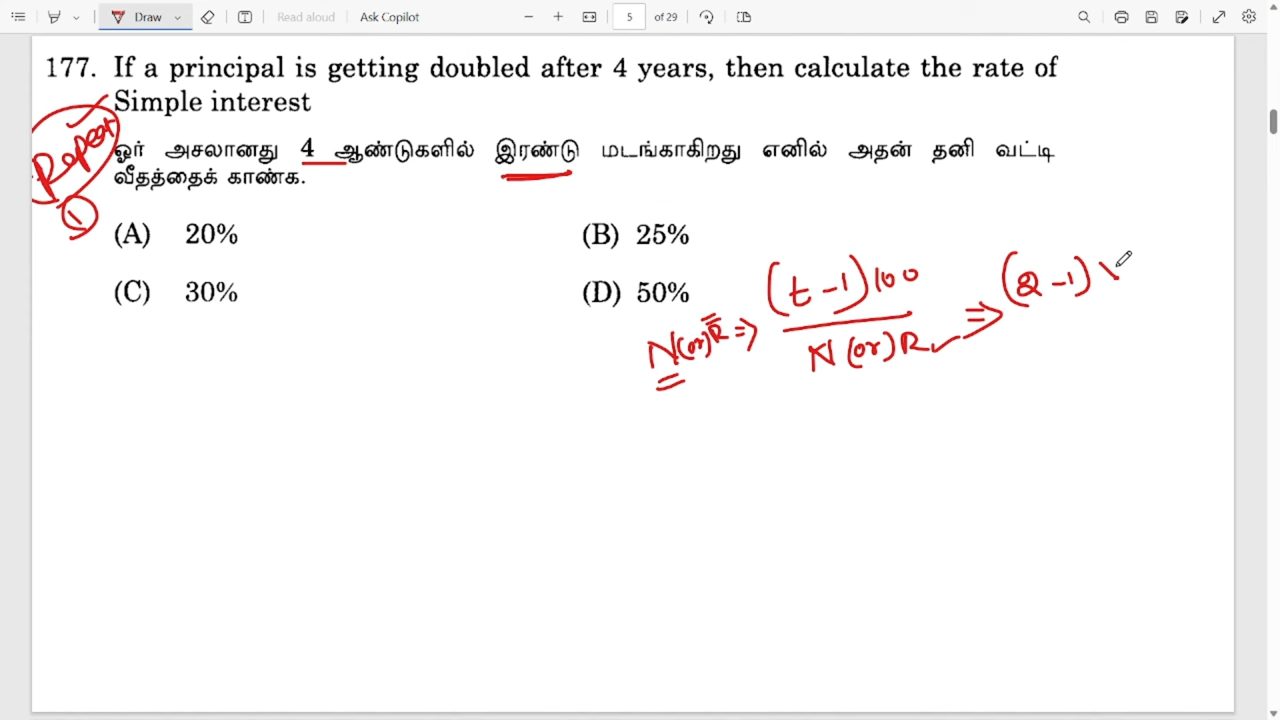 Draw
Read aloud
Ask Copilot
5
of 29
177. If a principal is getting doubled after 4 years, then calculate the rate of
Simple interest
ஓர் அசலானது 4 ஆண்டுகளில் இரண்டு மடங்காகிறது எனில் அதன் தனி வட்டி
வீதத்தைக் காண்க.
Repeat
1
(A) 20%
(B) 25%
(C) 30%
(D) 50%
N (or) R ⇒ (t-1)100
N (or) R
⇒ (2-1)